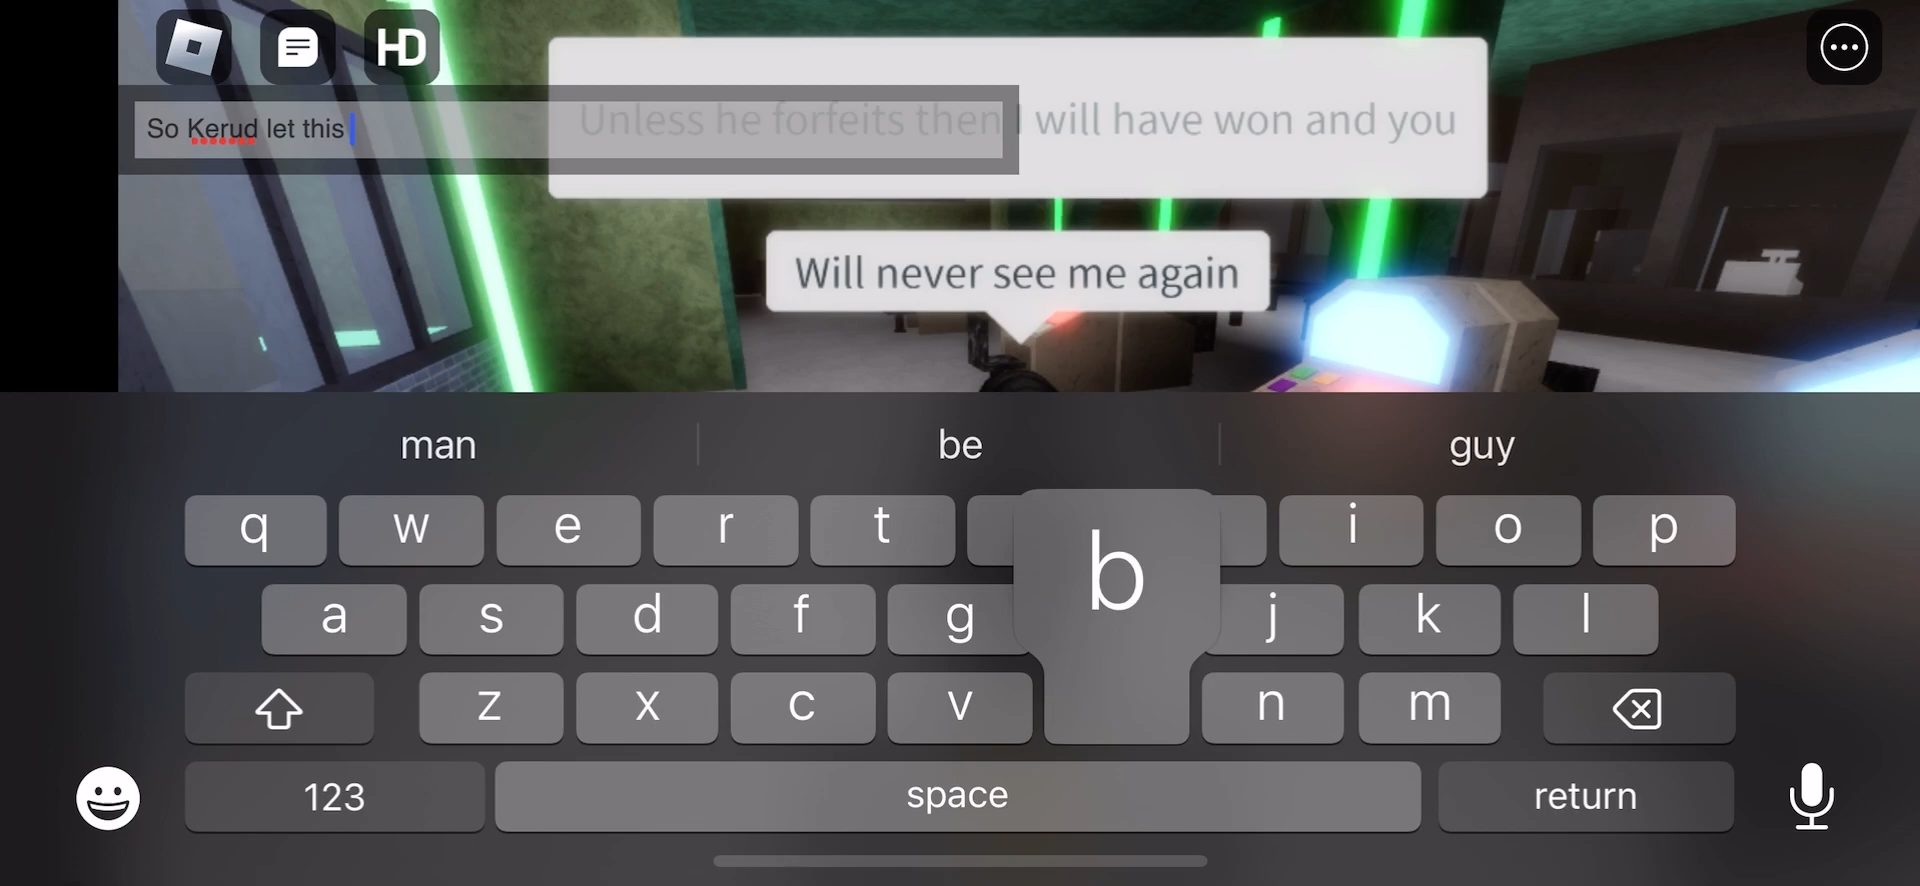 HD
Unless he forfeits then I will have won and you
So Kerud let this
Will never see me again
man be guy
q w e r t i o p
a s d f g b j k l
z x c v n m
123 space return